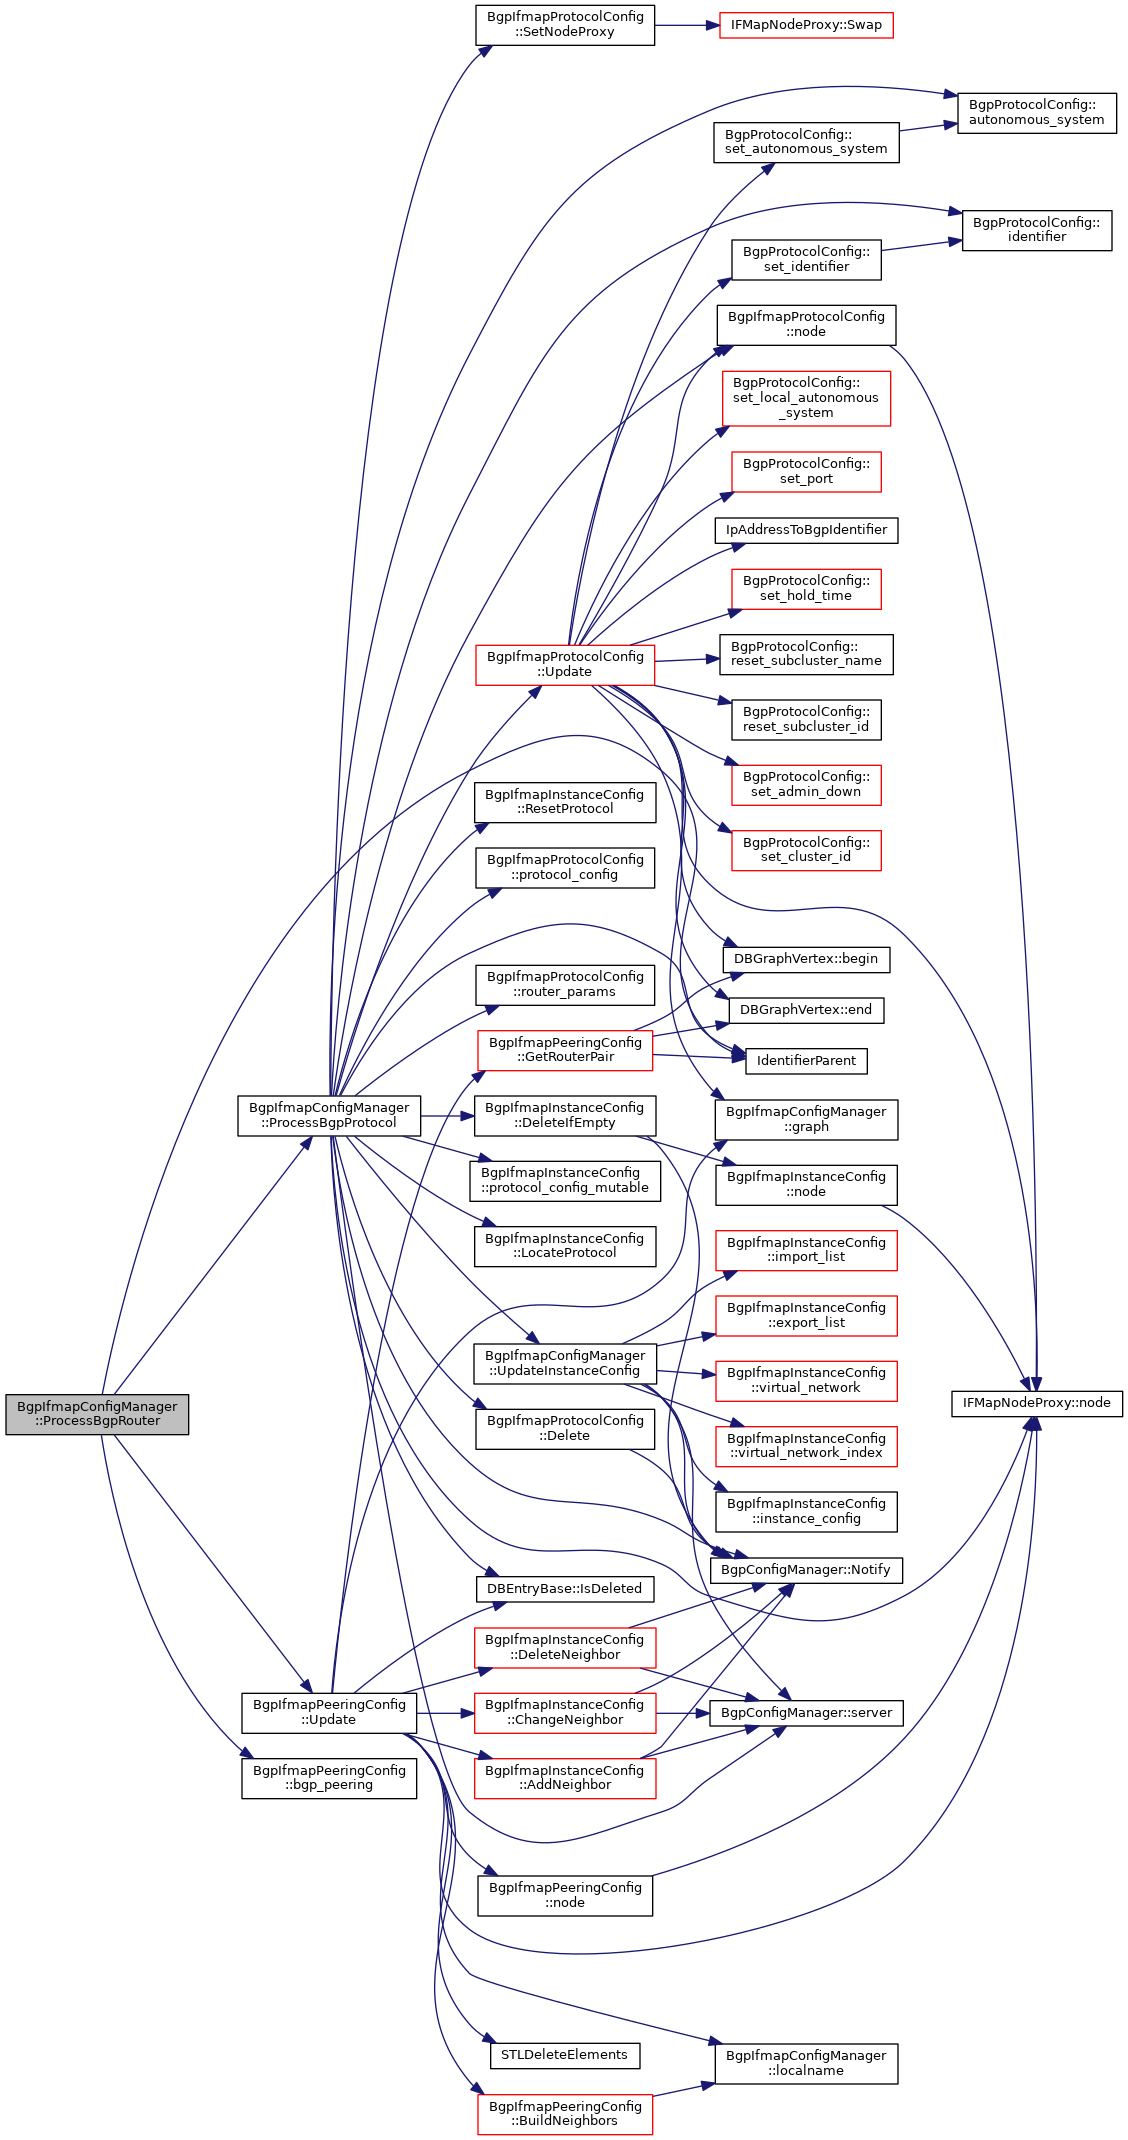 BgpIfmapProtocolConfig
::SetNodeProxy
IFMapNodeProxy::Swap
BgpProtocolConfig::
autonomous_system
BgpProtocolConfig::
set_autonomous_system
BgpProtocolConfig::
identifier
BgpProtocolConfig::
set_identifier
BgpIfmapProtocolConfig
::node
BgpProtocolConfig::
set_local_autonomous
_system
BgpProtocolConfig::
set_port
IpAddressToBgpIdentifier
BgpProtocolConfig::
set_hold_time
BgpIfmapProtocolConfig
::Update
BgpProtocolConfig::
reset_subcluster_name
BgpProtocolConfig::
reset_subcluster_id
BgpProtocolConfig::
set_admin_down
BgpIfmapInstanceConfig
::ResetProtocol
BgpProtocolConfig::
set_cluster_id
BgpIfmapProtocolConfig
::protocol_config
DBGraphVertex::begin
BgpIfmapProtocolConfig
::router_params
DBGraphVertex::end
BgpIfmapPeeringConfig
::GetRouterPair
IdentifierParent
BgpIfmapConfigManager
::ProcessBgpProtocol
BgpIfmapInstanceConfig
::DeleteIfEmpty
BgpIfmapConfigManager
::graph
BgpIfmapInstanceConfig
::protocol_config_mutable
BgpIfmapInstanceConfig
::node
BgpIfmapInstanceConfig
::LocateProtocol
BgpIfmapInstanceConfig
::import_list
BgpIfmapInstanceConfig
::export_list
BgpIfmapConfigManager
::UpdateInstanceConfig
BgpIfmapInstanceConfig
::virtual_network
BgpIfmapConfigManager
::ProcessBgpRouter
IFMapNodeProxy::node
BgpIfmapProtocolConfig
::Delete
BgpIfmapInstanceConfig
::virtual_network_index
BgpIfmapInstanceConfig
::instance_config
BgpConfigManager::Notify
DBEntryBase::IsDeleted
BgpIfmapInstanceConfig
::DeleteNeighbor
BgpIfmapPeeringConfig
::Update
BgpIfmapInstanceConfig
::ChangeNeighbor
BgpConfigManager::server
BgpIfmapPeeringConfig
::bgp_peering
BgpIfmapInstanceConfig
::AddNeighbor
BgpIfmapPeeringConfig
::node
STLDeleteElements
BgpIfmapConfigManager
::localname
BgpIfmapPeeringConfig
::BuildNeighbors